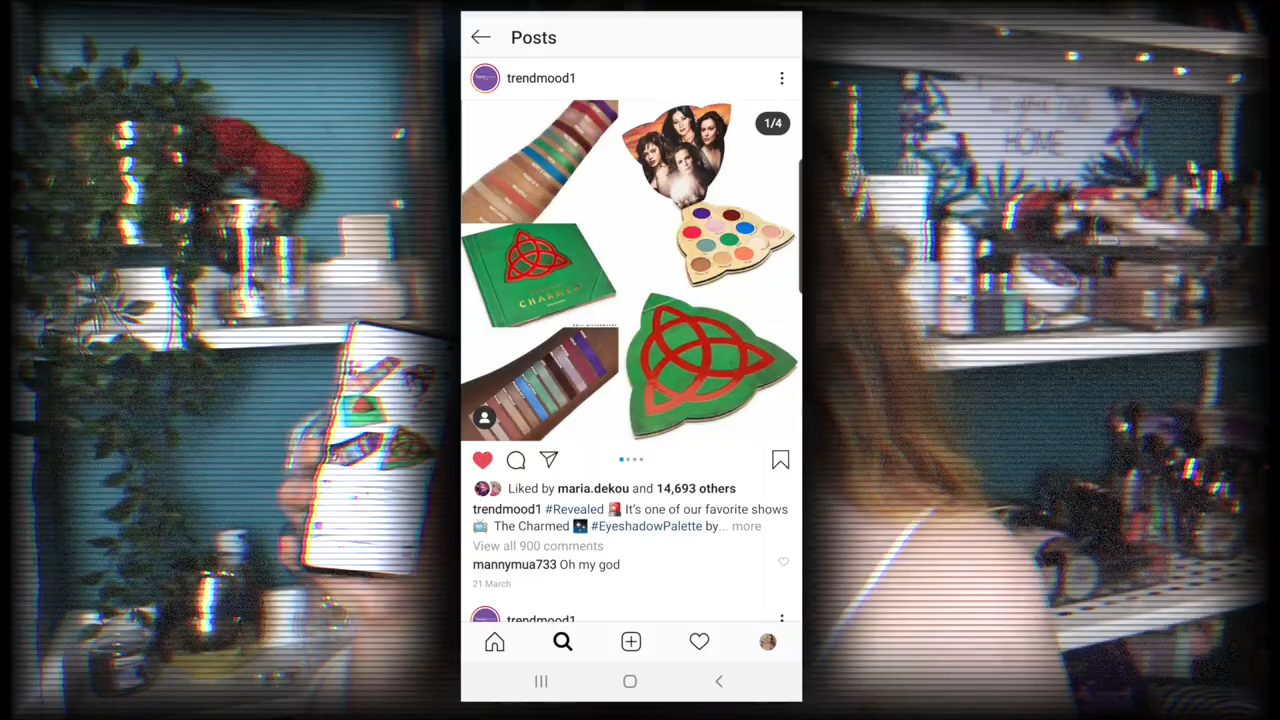 Posts
trendmood1
1/4
CHARMED
Liked by maria.dekou and 14,693 others
trendmood1 #Revealed 🚨 It's one of our favorite shows
📺 The Charmed 🌃 #EyeshadowPalette by... more
View all 900 comments
mannymua733 Oh my god
21 March
trendmood1
HOME